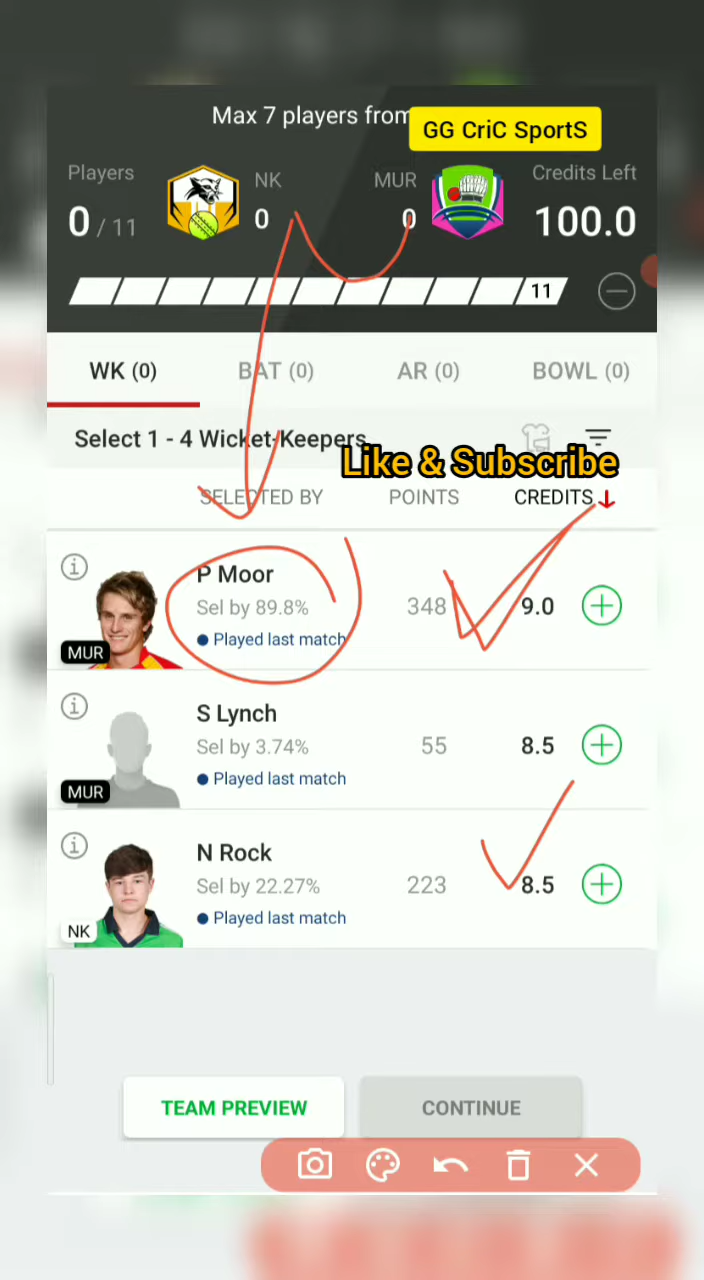 Max 7 players from
GG CriC SportS
Players
NK
MUR
Credits Left
0 / 11
0
0
100.0
11
WK (0)
BAT (0)
AR (0)
BOWL (0)
Select 1 - 4 Wicket-Keepers
Like & Subscribe
SELECTED BY
POINTS
CREDITS
P Moor
Sel by 89.8%
348
9.0
Played last match
MUR
S Lynch
Sel by 3.74%
55
8.5
Played last match
MUR
N Rock
Sel by 22.27%
223
8.5
Played last match
NK
TEAM PREVIEW
CONTINUE